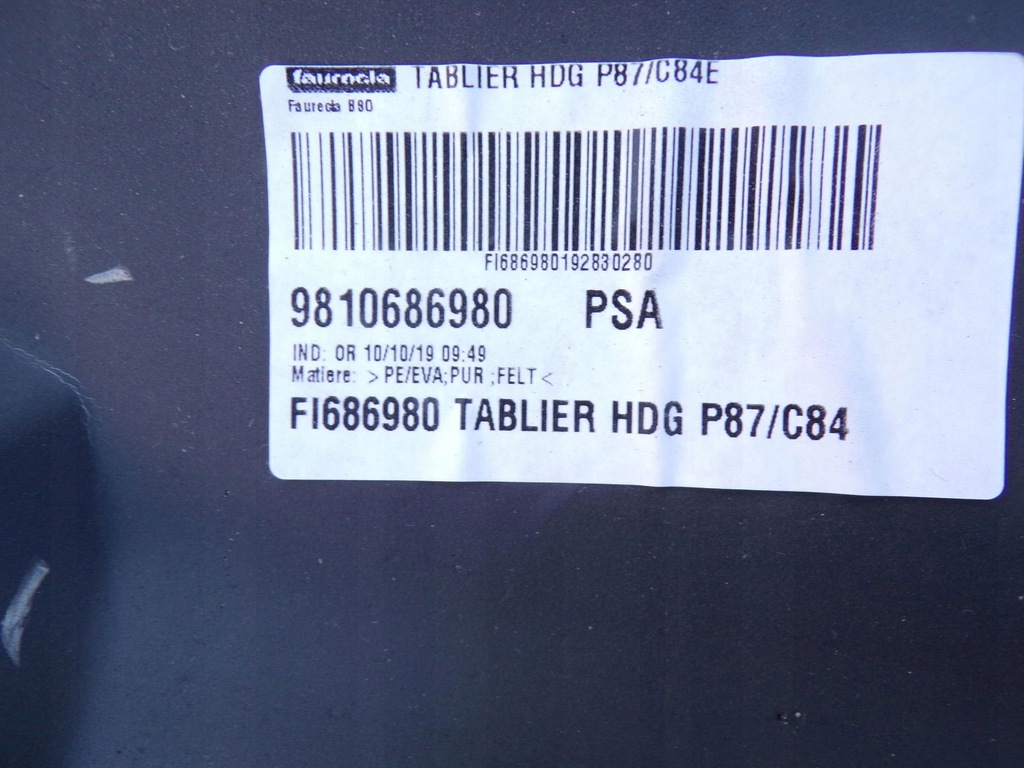 faurecia TABLIER HDG P87/C84E
Faurecia B90
FI686980192830280
9810686980 PSA
IND: OR 10/10/19 09:49
Matiere: >PE/EVA;PUR ;FELT<
FI686980 TABLIER HDG P87/C84